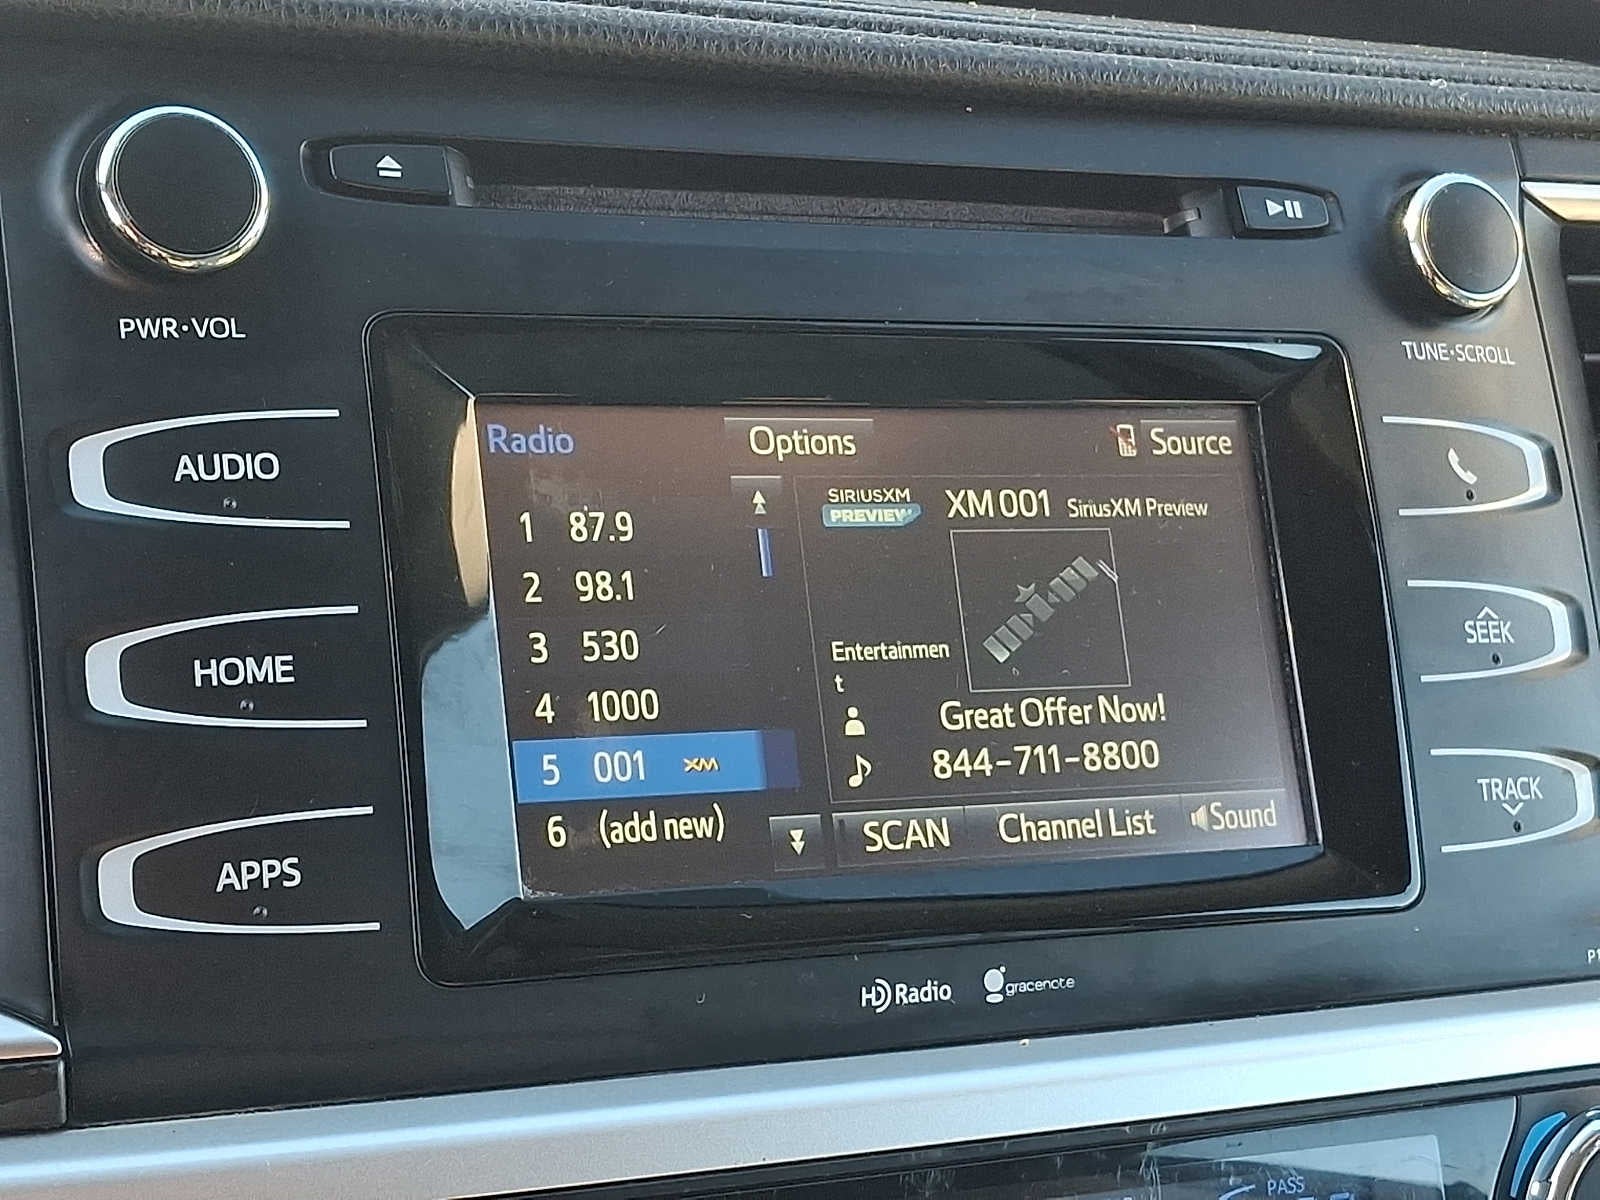 PWR•VOL
TUNE•SCROLL
AUDIO
HOME
APPS
Radio
Options
Source
1 87.9
2 98.1
3 530
4 1000
5 001 XM
6 (add new)
SIRIUSXM
PREVIEW
XM001 SiriusXM Preview
Entertainmen
t
Great Offer Now!
844-711-8800
SCAN
Channel List
Sound
SEEK
TRACK
HD Radio
gracenote
PASS